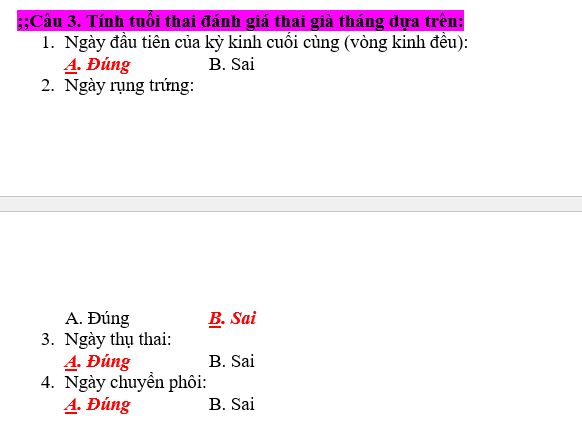 ;;Câu 3. Tính tuổi thai đánh giá thai già tháng dựa trên:
1. Ngày đầu tiên của kỳ kinh cuối cùng (vòng kinh đều):
A. Đúng B. Sai
2. Ngày rụng trứng:
A. Đúng B. Sai
3. Ngày thụ thai:
A. Đúng B. Sai
4. Ngày chuyển phôi:
A. Đúng B. Sai